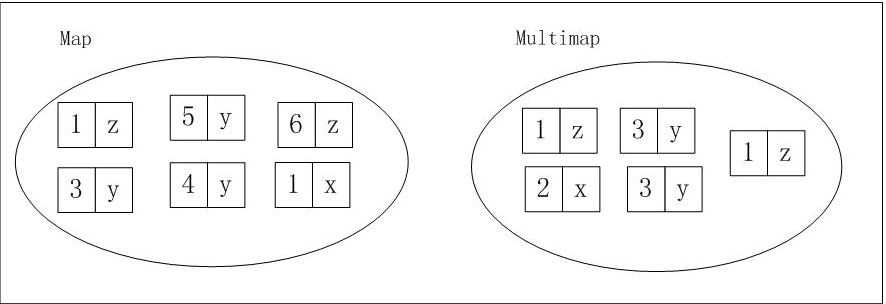 Map
Multimap
1 z 5 y 6 z
3 y 4 y 1 x
1 z 3 y 1 z
2 x 3 y